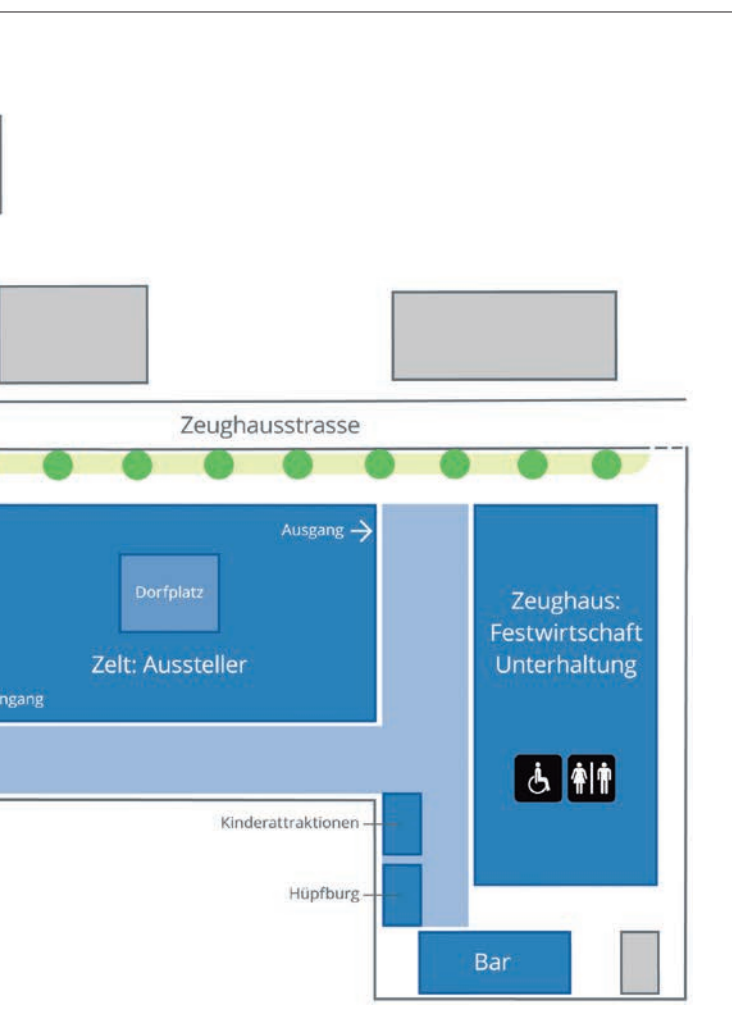 Zeughausstrasse
Ausgang
Dorfplatz
Zelt: Aussteller
ngang
Zeughaus:
Festwirtschaft
Unterhaltung
Kinderattraktionen
Hüpfburg
Bar